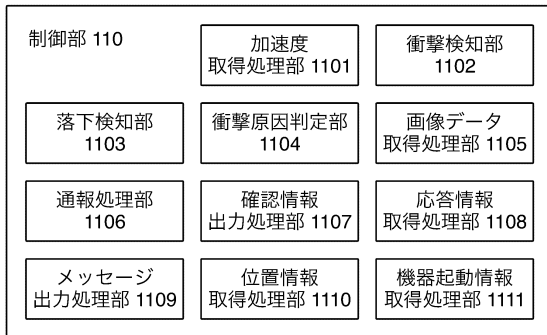 制御部 110
加速度
取得処理部 1101
衝撃検知部
1102
落下検知部
1103
衝撃原因判定部
1104
画像データ
取得処理部 1105
通報処理部
1106
確認情報
出力処理部 1107
応答情報
取得処理部 1108
メッセージ
出力処理部 1109
位置情報
取得処理部 1110
機器起動情報
取得処理部 1111